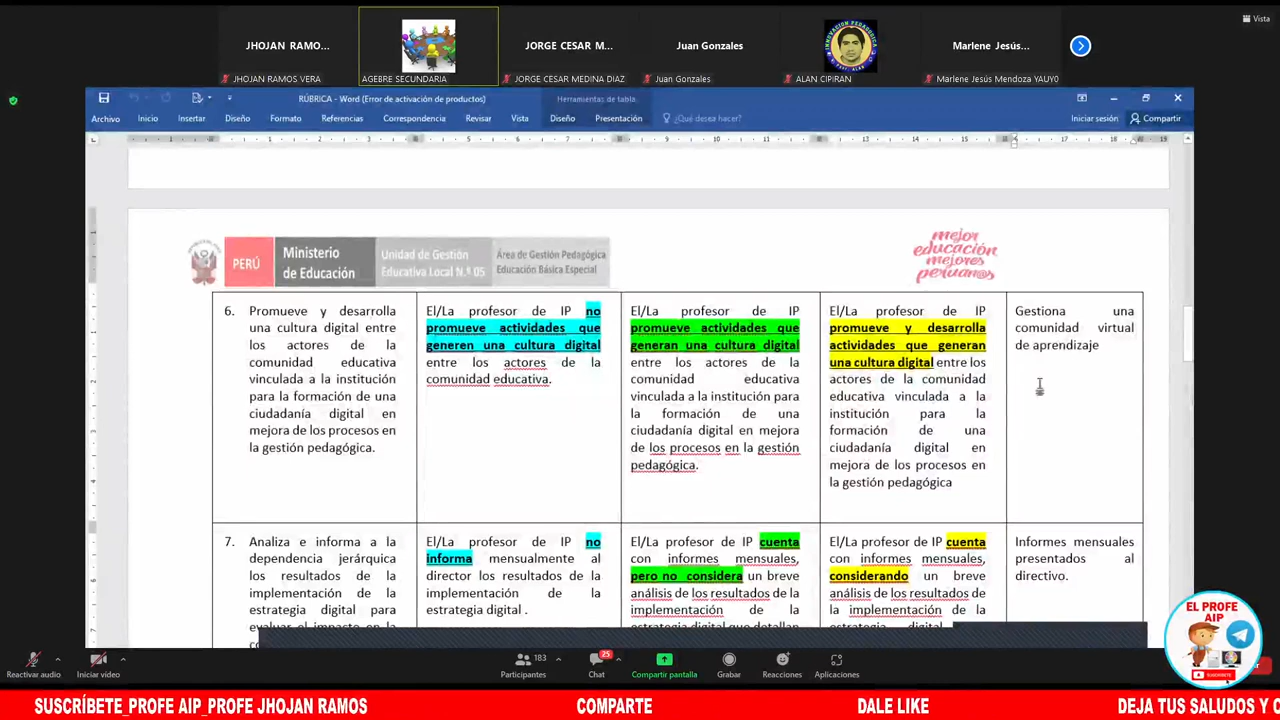 Vista
JHOJAN RAMO...
JORGE CESAR M...
Juan Gonzales
Marlene Jesús...
JHOJAN RAMOS VERA
AGEBRE SECUNDARIA
JORGE CESAR MEDINA DIAZ
Juan Gonzales
ALAN CIPIRAN
Marlene Jesús Mendoza YAUYO
RÚBRICA - Word (Error de activación de productos)
Herramientas de tabla
Archivo Inicio Insertar Diseño Formato Referencias Correspondencia Revisar Vista Diseño Presentación ¿Qué desea hacer? Iniciar sesión Compartir
PERÚ
Ministerio
de Educación
Unidad de Gestión
Educativa Local N.º 05
Área de Gestión Pedagógica
Educación Básica Especial
mejor
educación
mejores
peruan@s
6. Promueve y desarrolla
una cultura digital entre
los actores de la
comunidad educativa
vinculada a la institución
para la formación de una
ciudadanía digital en
mejora de los procesos en
la gestión pedagógica.
El/La profesor de IP no
promueve actividades que
generen una cultura digital
entre los actores de la
comunidad educativa.
El/La profesor de IP
promueve actividades que
generan una cultura digital
entre los actores de la
comunidad educativa
vinculada a la institución para
la formación de una
ciudadanía digital en mejora
de los procesos en la gestión
pedagógica.
El/La profesor de IP
promueve y desarrolla
actividades que generan
una cultura digital entre los
actores de la comunidad
educativa vinculada a la
institución para la
formación de una
ciudadanía digital en
mejora de los procesos en
la gestión pedagógica
Gestiona una
comunidad virtual
de aprendizaje
7. Analiza e informa a la
dependencia jerárquica
los resultados de la
implementación de la
estrategia digital para
evaluar el impacto en la
El/La profesor de IP no
informa mensualmente al
director los resultados de la
implementación de la
estrategia digital .
El/La profesor de IP cuenta
con informes mensuales,
pero no considera un breve
análisis de los resultados de
la implementación de la
estrategia digital que detallan
El/La profesor de IP cuenta
con informes mensuales,
considerando un breve
análisis de los resultados de
la implementación de la
estrategia digital
Informes mensuales
presentados al
directivo.
EL PROFE
AIP
SUSCRÍBETE
Reactivar audio
Iniciar vídeo
183
Participantes
25
Chat
Compartir pantalla
Grabar
Reacciones
Aplicaciones
SUSCRÍBETE_PROFE AIP_PROFE JHOJAN RAMOS COMPARTE DALE LIKE DEJA TUS SALUDOS Y C